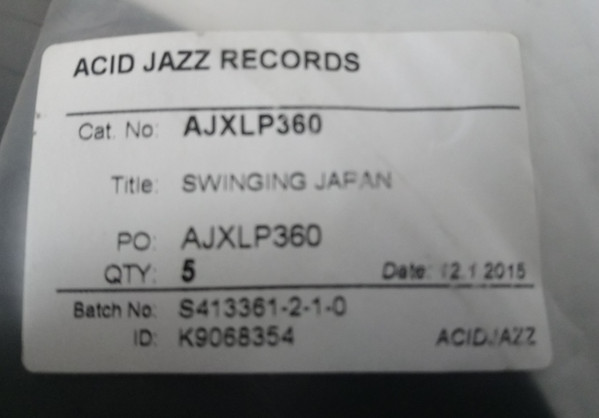 ACID JAZZ RECORDS
Cat. No: AJXLP360
Title: SWINGING JAPAN
PO: AJXLP360
QTY: 5 Date: 12.1.2015
Batch No: S413361-2-1-0
ID: K9068354 ACIDJAZZ